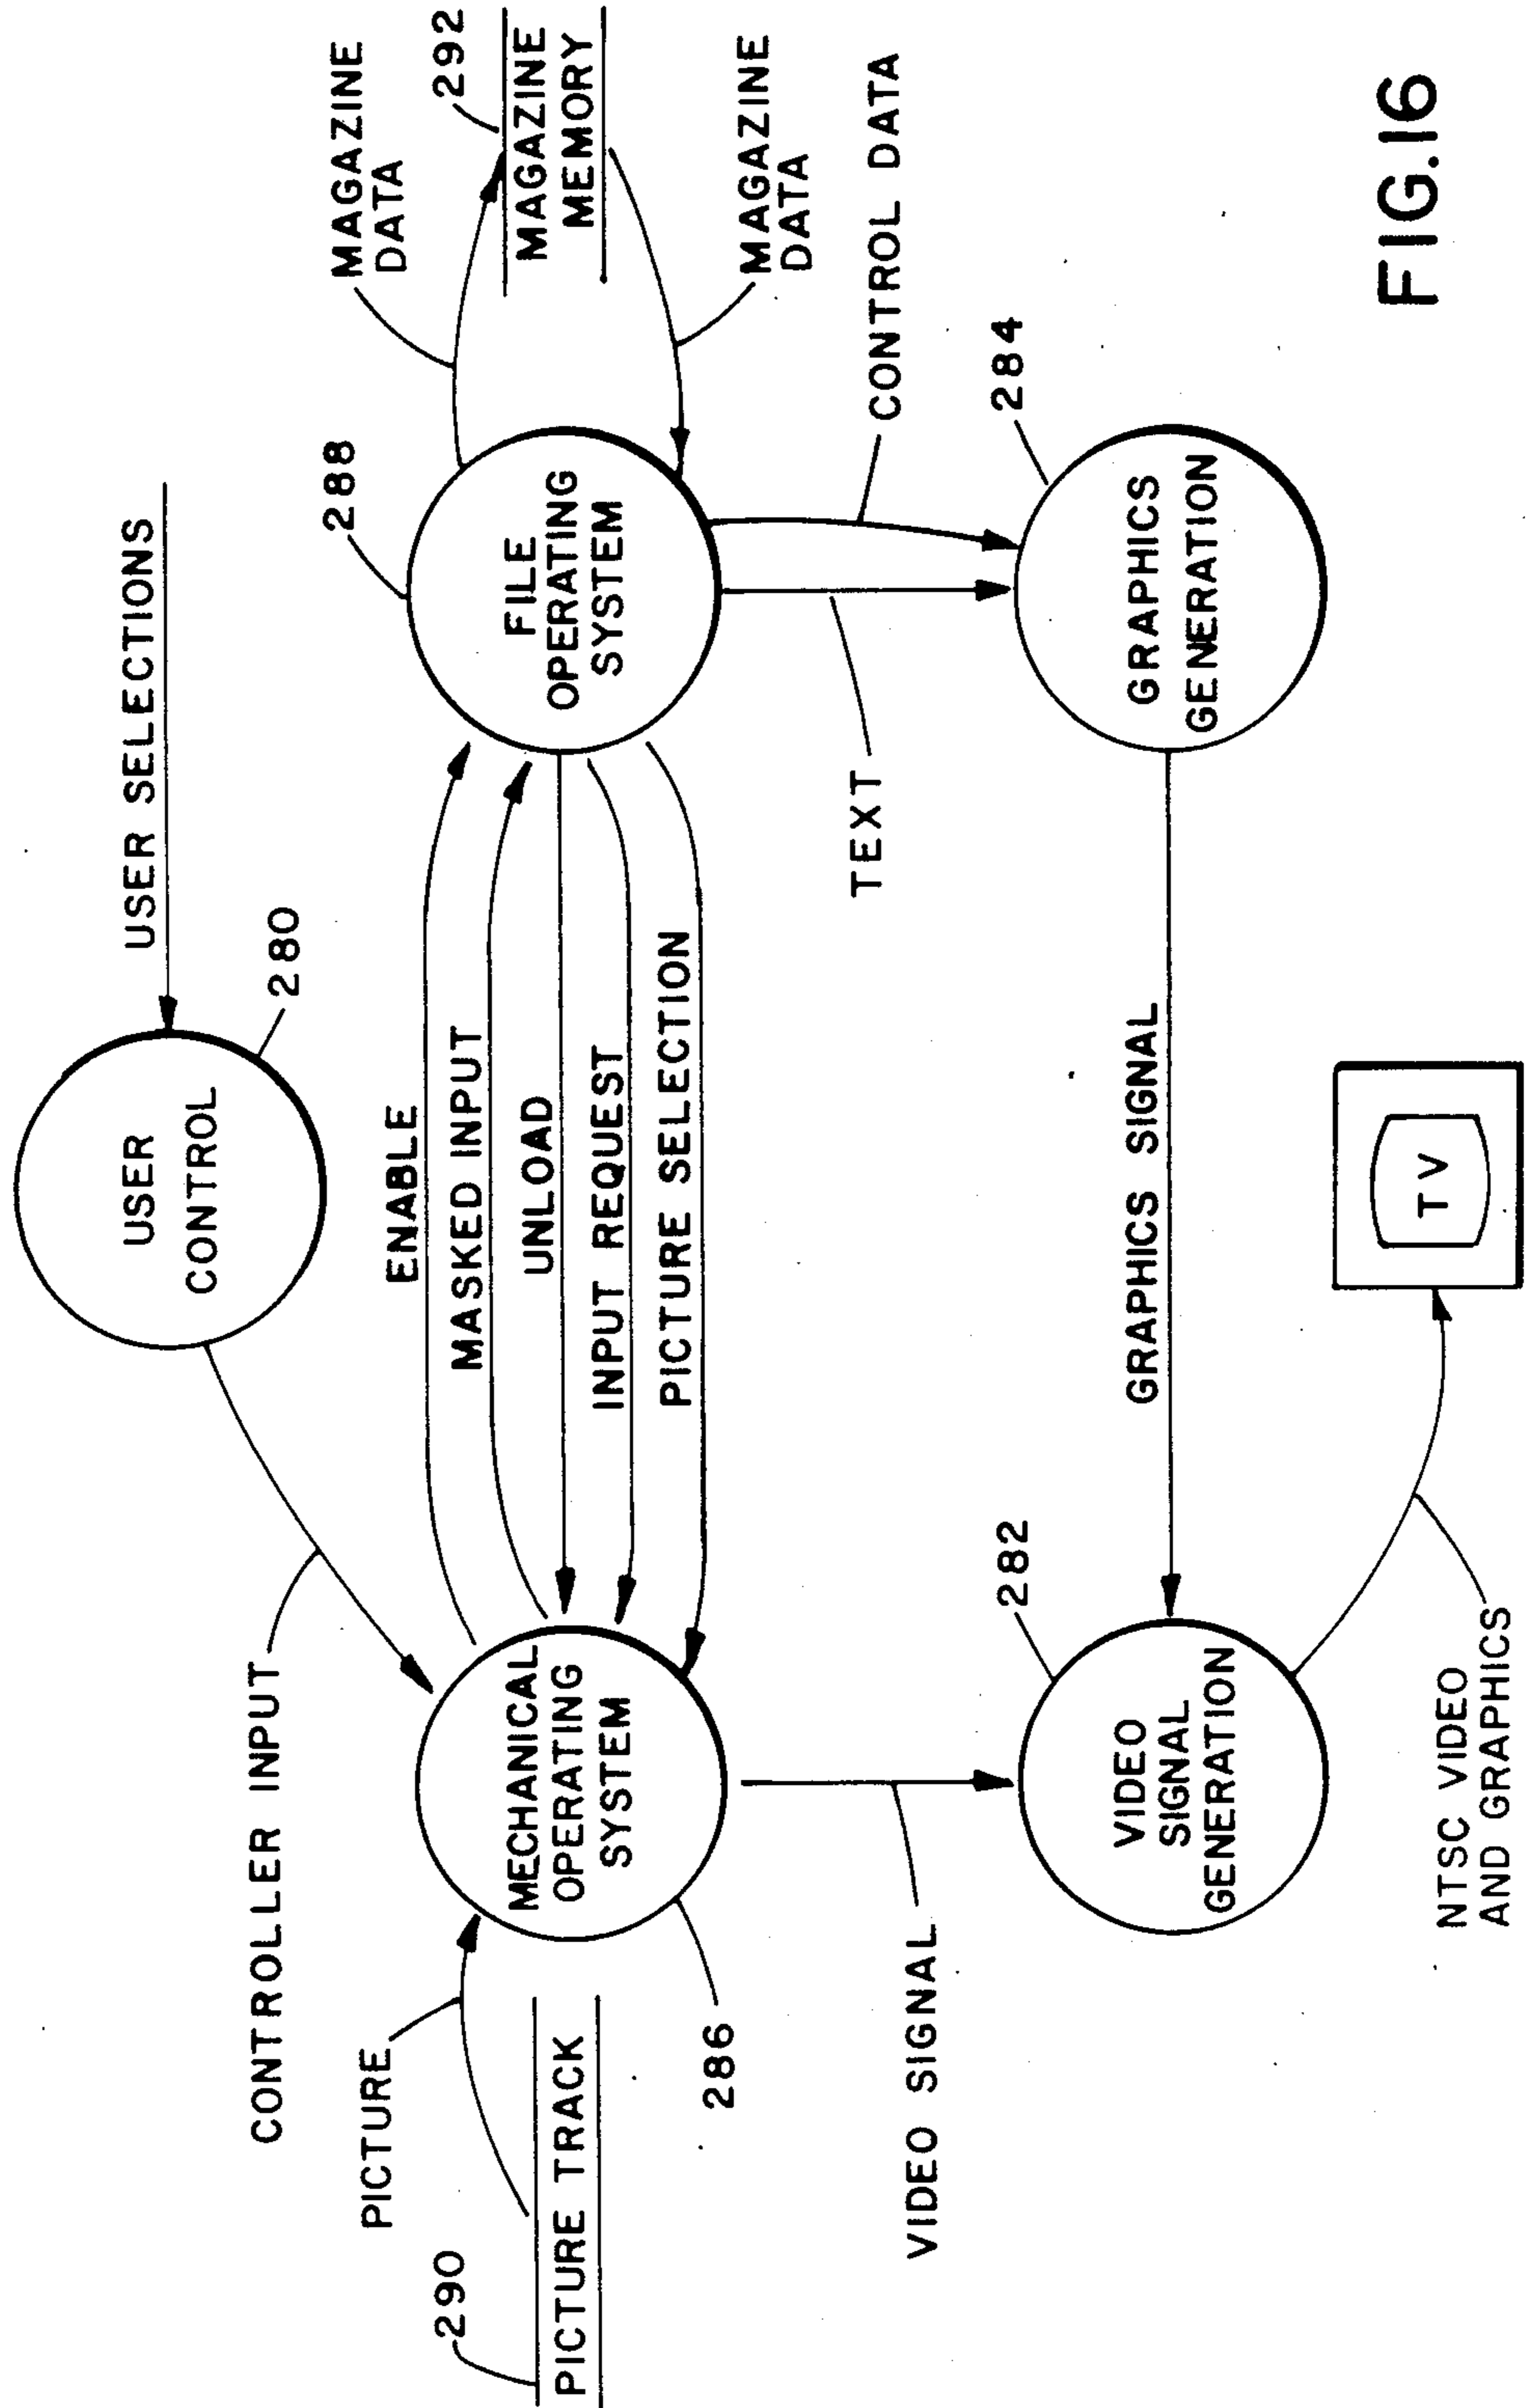 USER SELECTIONS
USER
CONTROL
280
CONTROLLER INPUT
PICTURE
290
PICTURE TRACK
MECHANICAL
OPERATING
SYSTEM
286
ENABLE
MASKED INPUT
UNLOAD
INPUT REQUEST
PICTURE SELECTION
288
FILE
OPERATING
SYSTEM
MAGAZINE
DATA
292
MAGAZINE
MEMORY
MAGAZINE
DATA
CONTROL DATA
TEXT
284
GRAPHICS
GENERATION
GRAPHICS SIGNAL
VIDEO SIGNAL
282
VIDEO
SIGNAL
GENERATION
NTSC VIDEO
AND GRAPHICS
TV
FIG.16